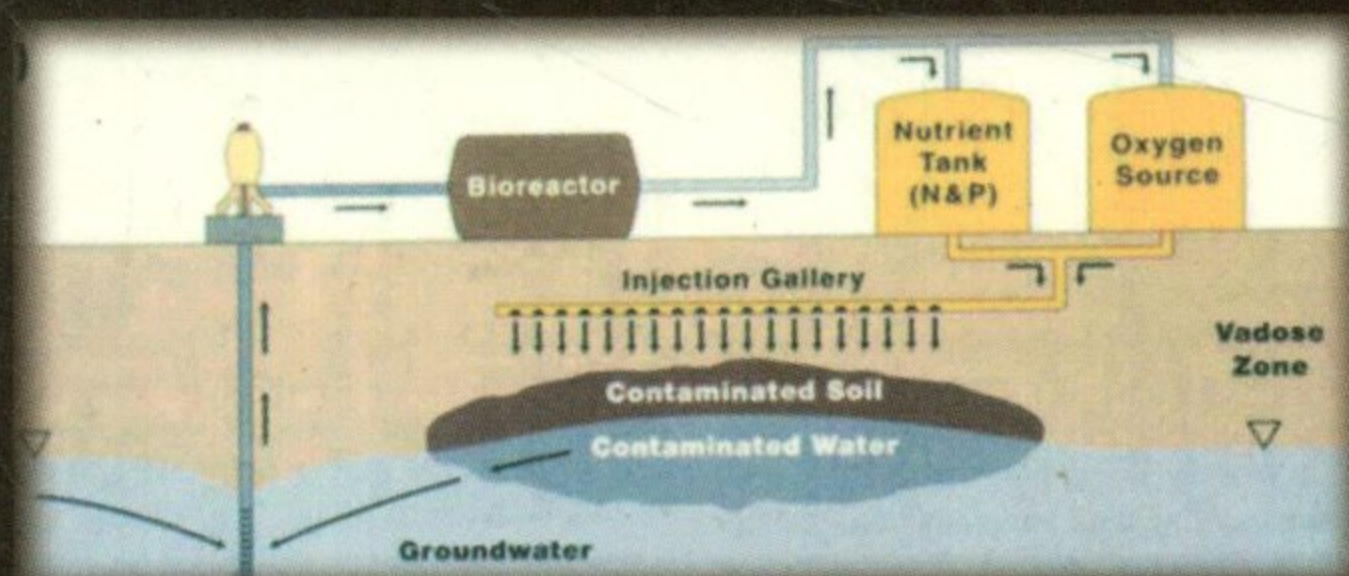 Nutrient
Tank
(N&P)
Oxygen
Source
Bioreactor
Injection Gallery
Vadose
Zone
Contaminated Soil
Contaminated Water
Groundwater